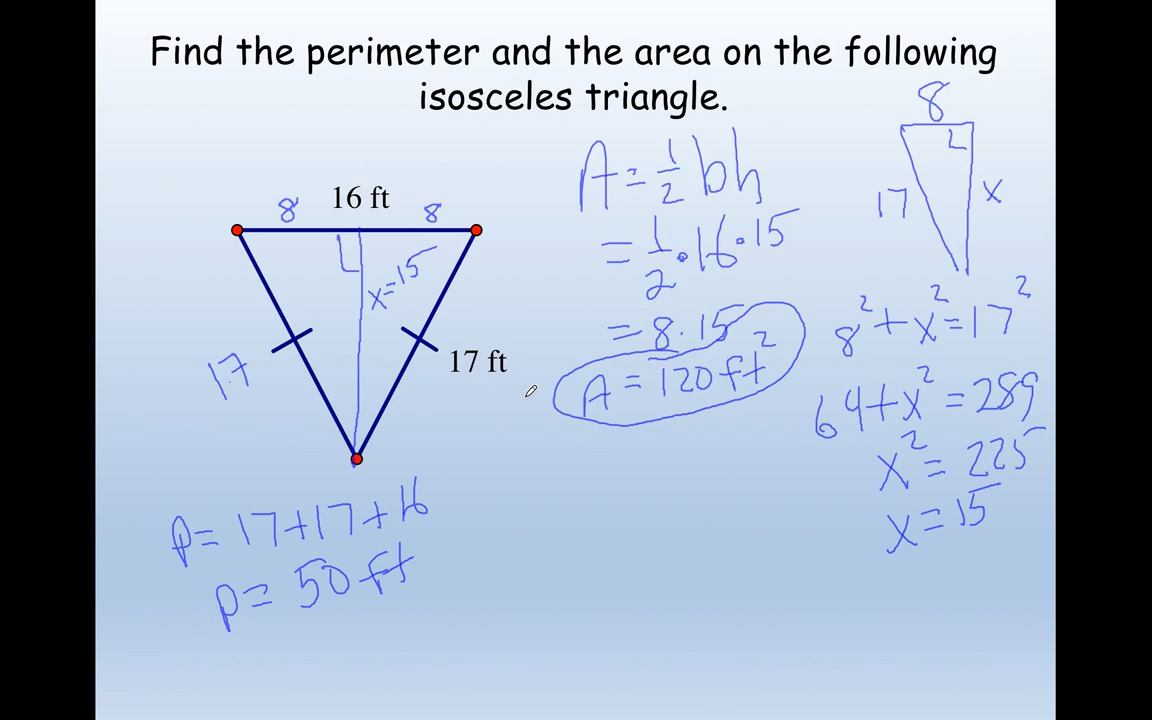 Find the perimeter and the area on the following
isosceles triangle.
16 ft
8
8
x=15
17
17 ft
P= 17+17+16
P= 50 ft
A = 1/2 bh
= 1/2 · 16 · 15
= 8 · 15
A = 120 ft²
8
17
x
8² + x² = 17²
64 + x² = 289
x² = 225
x = 15